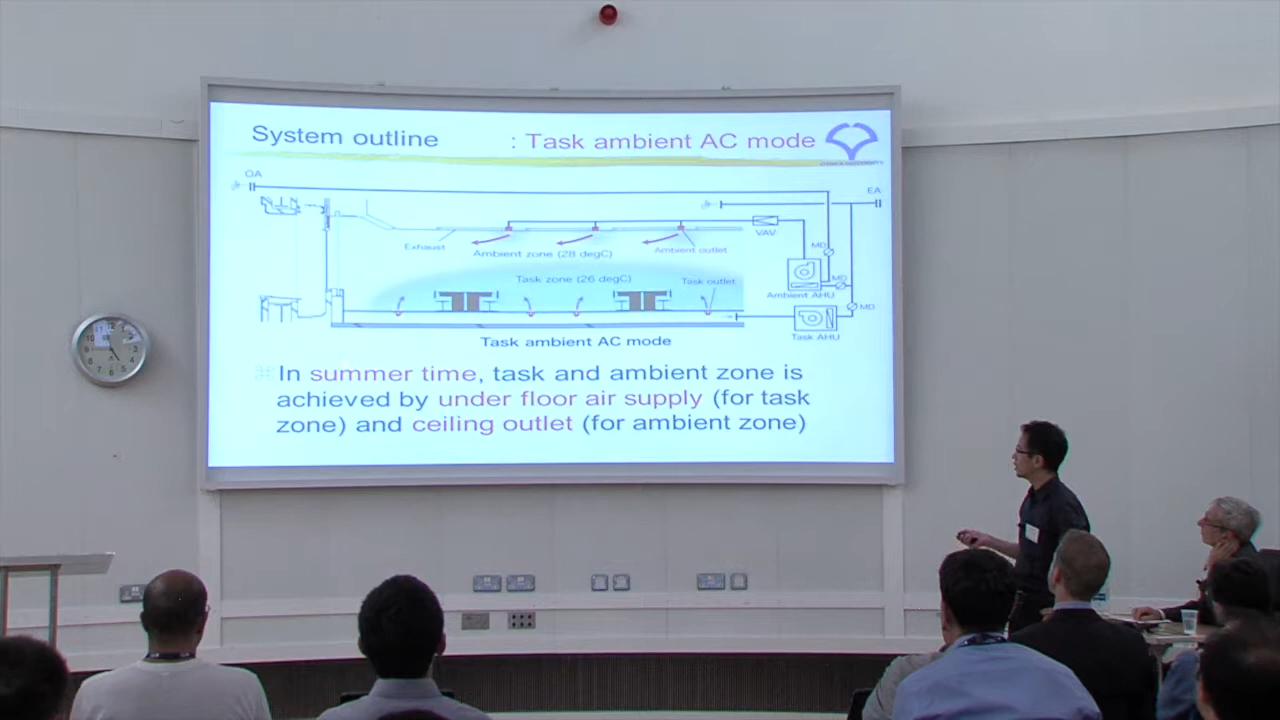 System outline : Task ambient AC mode
OSAKA UNIVERSITY
OA
EA
VAV
Exhaust
Ambient zone (28 degC)
Ambient outlet
MD
Task zone (26 degC)
Task outlet
MD
Ambient AHU
MD
Task AHU
Task ambient AC mode
In summer time, task and ambient zone is
achieved by under floor air supply (for task
zone) and ceiling outlet (for ambient zone)